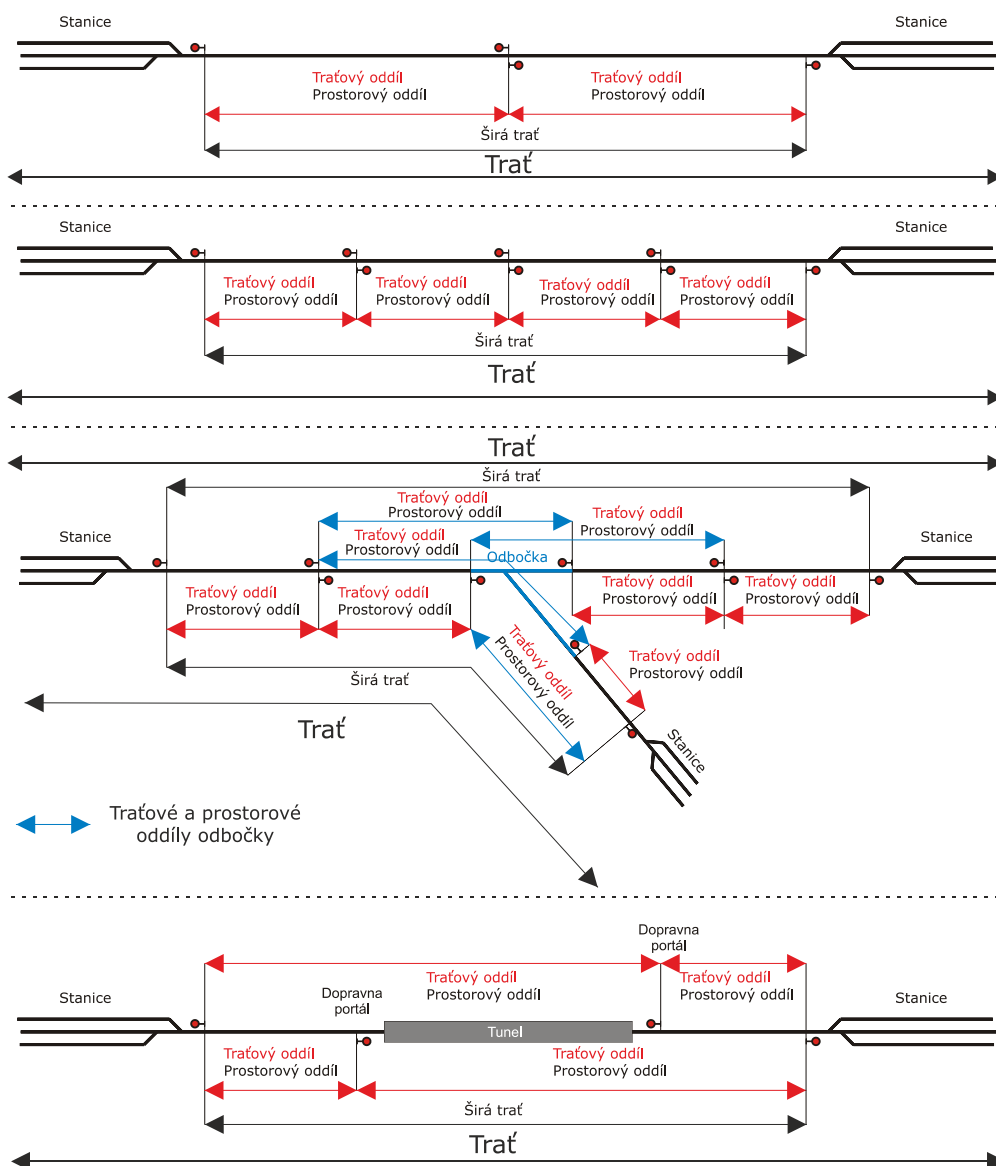 Stanice
Stanice
Traťový oddíl
Prostorový oddíl
Traťový oddíl
Prostorový oddíl
Širá trať
Trať
Stanice
Stanice
Traťový oddíl
Prostorový oddíl
Traťový oddíl
Prostorový oddíl
Traťový oddíl
Prostorový oddíl
Traťový oddíl
Prostorový oddíl
Širá trať
Trať
Trať
Širá trať
Traťový oddíl
Prostorový oddíl
Traťový oddíl
Prostorový oddíl
Traťový oddíl
Prostorový oddíl
Stanice
Stanice
Odbočka
Traťový oddíl
Prostorový oddíl
Traťový oddíl
Prostorový oddíl
Traťový oddíl
Prostorový oddíl
Traťový oddíl
Prostorový oddíl
Traťový oddíl
Prostorový oddíl
Traťový oddíl
Prostorový oddíl
Širá trať
Trať
Stanice
Traťové a prostorové
oddíly odbočky
Dopravna
portál
Traťový oddíl
Prostorový oddíl
Traťový oddíl
Prostorový oddíl
Stanice
Dopravna
portál
Stanice
Tunel
Traťový oddíl
Prostorový oddíl
Traťový oddíl
Prostorový oddíl
Širá trať
Trať